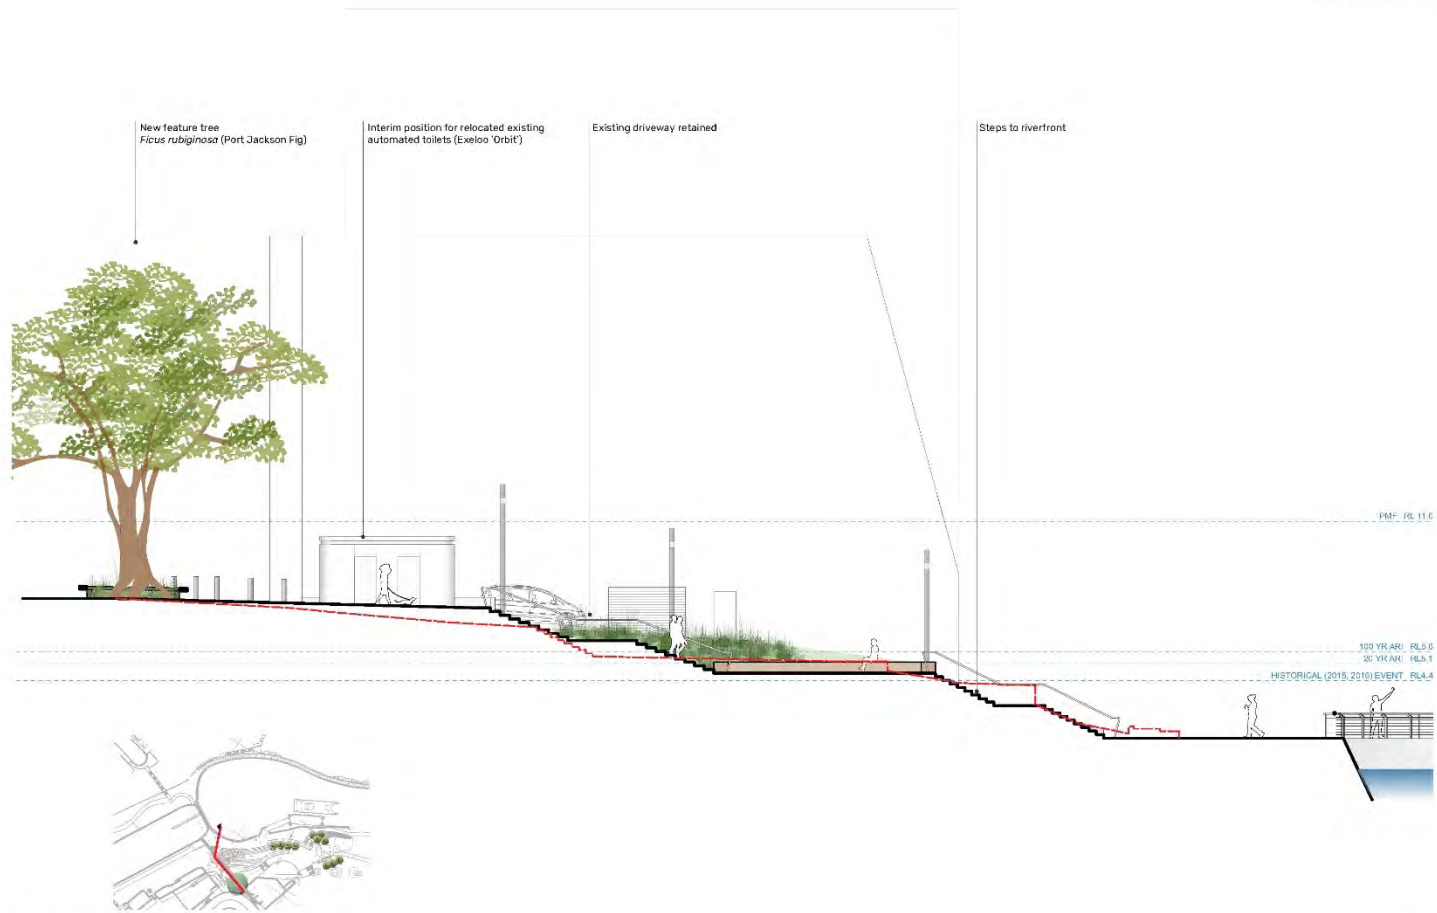 New feature tree
Ficus rubiginosa (Port Jackson Fig)
Interim position for relocated existing
automated toilets (Exeloo 'Orbit')
Existing driveway retained
Steps to riverfront
PMF RL 11.6
100 YR ARI RL5.6
20 YR ARI RL5.1
HISTORICAL (2015, 2016) EVENT RL4.4